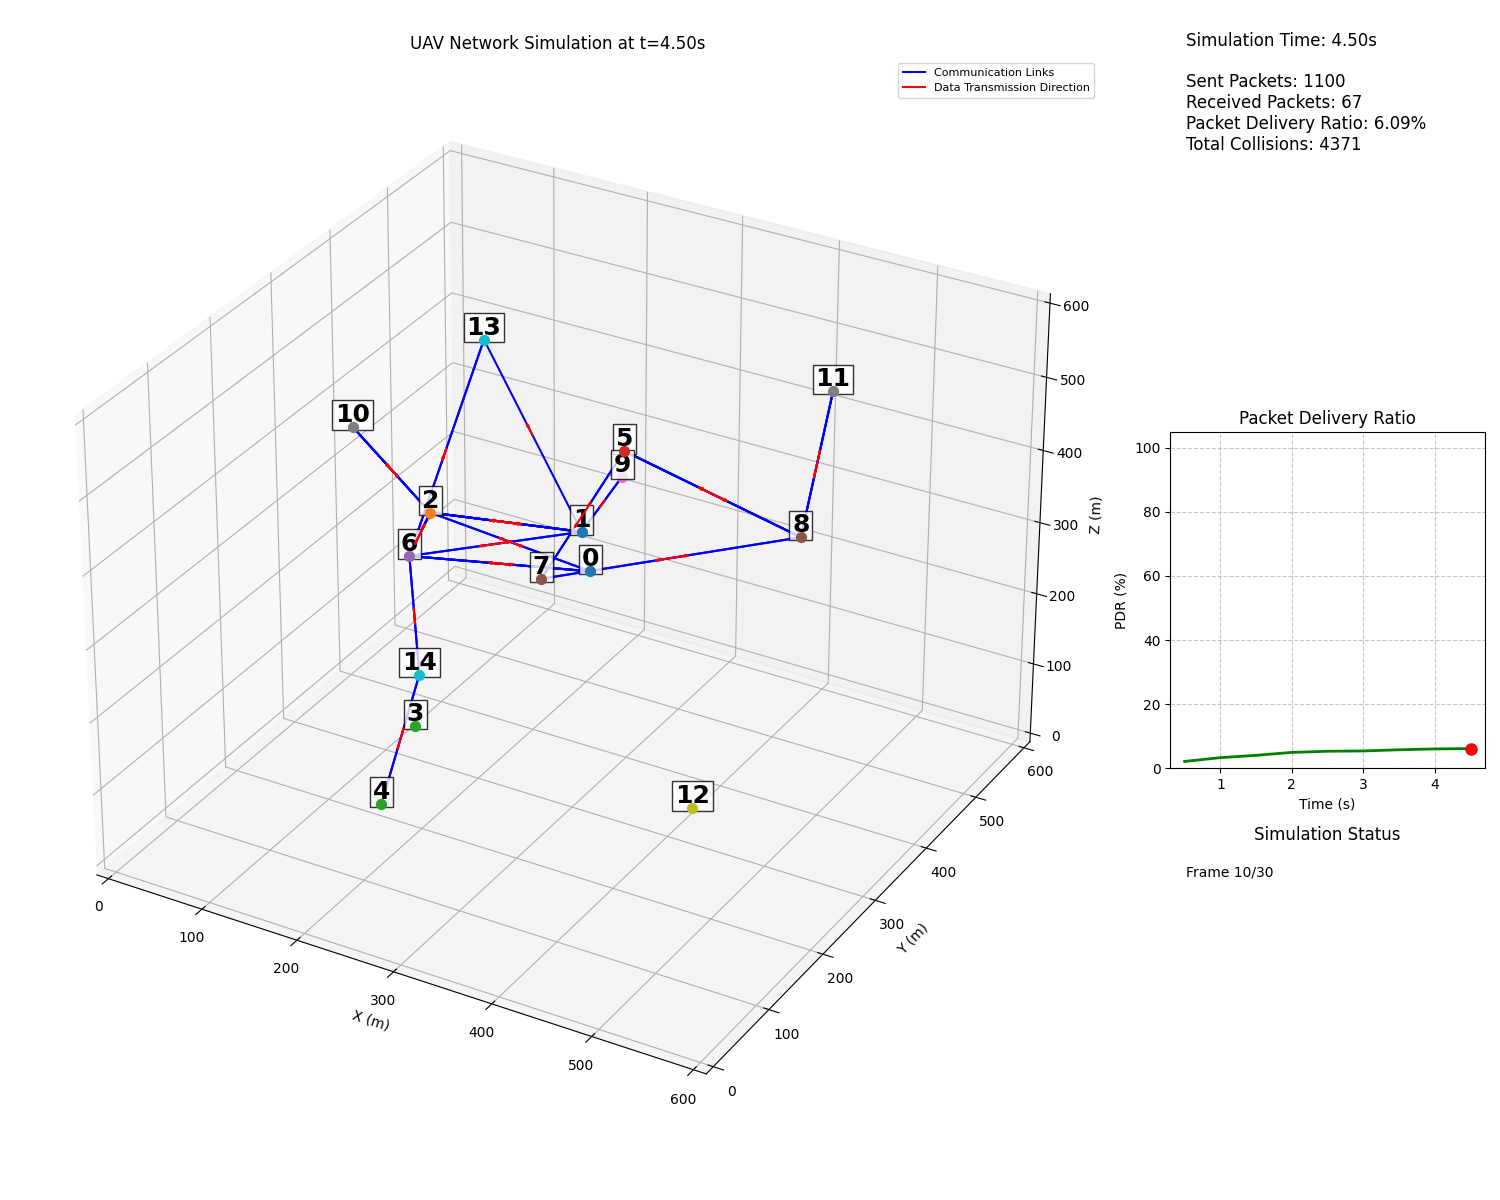 UAV Network Simulation at t=4.50s
Communication Links
Data Transmission Direction
Simulation Time: 4.50s
Sent Packets: 1100
Received Packets: 67
Packet Delivery Ratio: 6.09%
Total Collisions: 4371
13
11
10
5
9
2
1
8
6
0
7
14
3
4
12
600
500
400
300
200
100
0
Z (m)
0
100
200
300
400
500
600
X (m)
0
100
200
300
400
500
600
Y (m)
Packet Delivery Ratio
100
80
60
40
20
0
PDR (%)
1
2
3
4
Time (s)
Simulation Status
Frame 10/30